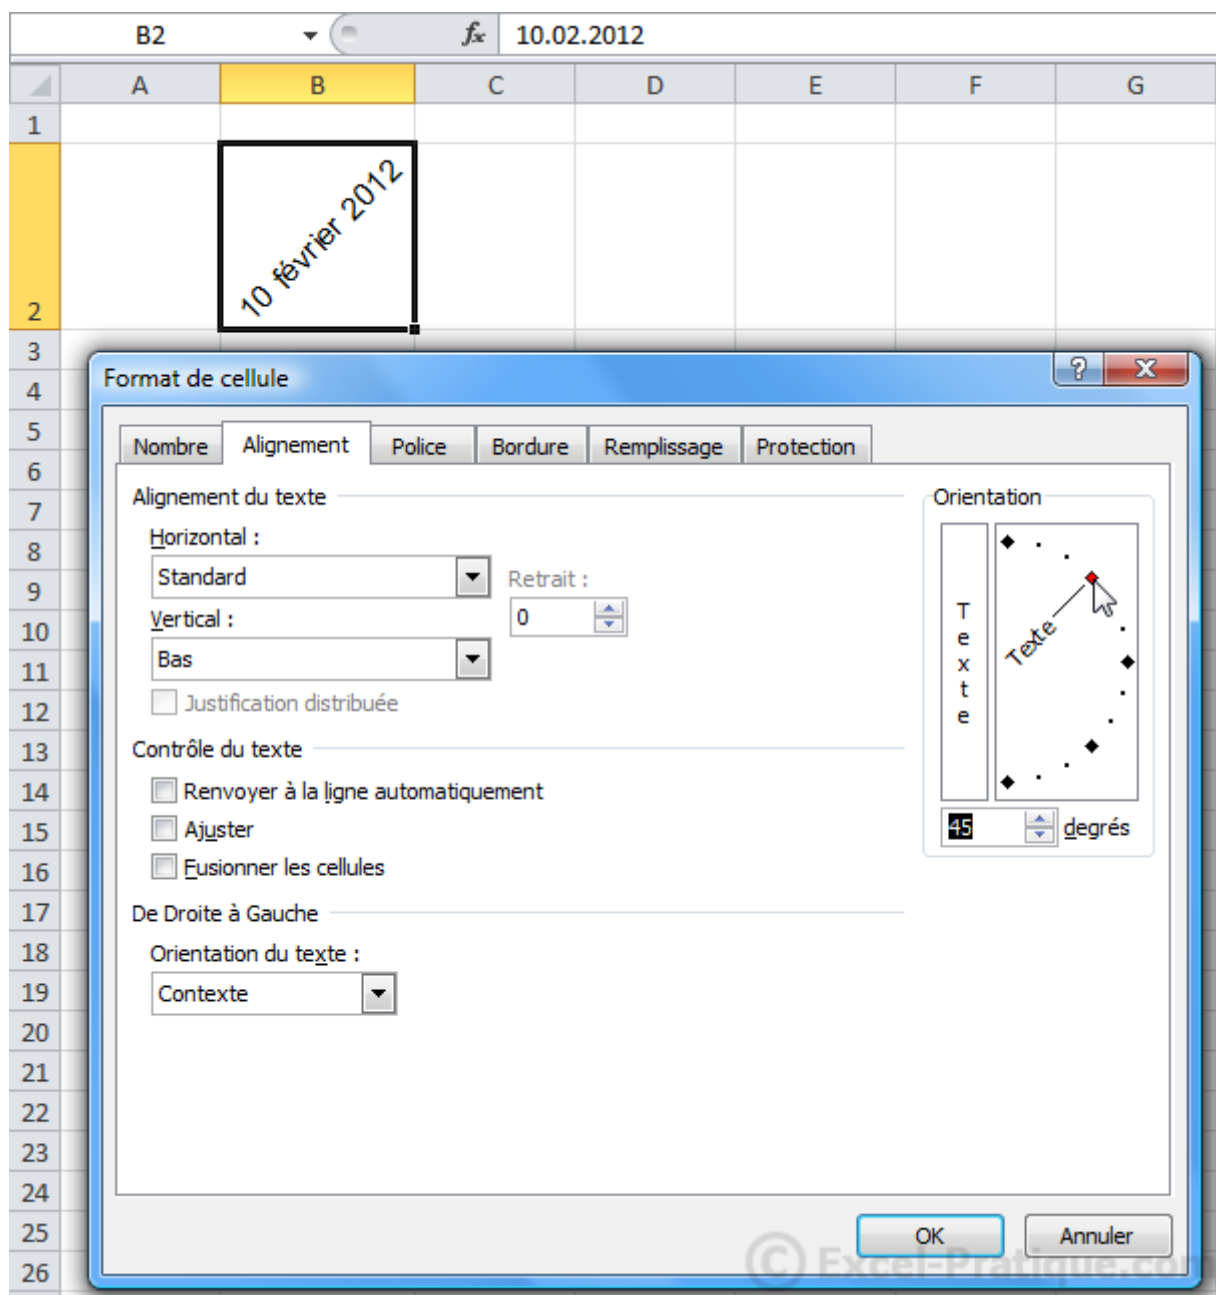 B2 fx 10.02.2012
A B C D E F G
1
10 février 2012
2
3
4
5
6
7
8
9
10
11
12
13
14
15
16
17
18
19
20
21
22
23
24
25
26
Format de cellule ? X
Nombre Alignement Police Bordure Remplissage Protection
Alignement du texte
Horizontal :
Standard
Retrait :
0
Vertical :
Bas
Justification distribuée
Contrôle du texte
Renvoyer à la ligne automatiquement
Ajuster
Fusionner les cellules
De Droite à Gauche
Orientation du texte :
Contexte
Orientation
Texte
Texte
45 degrés
OK Annuler
© Excel-Pratique.com